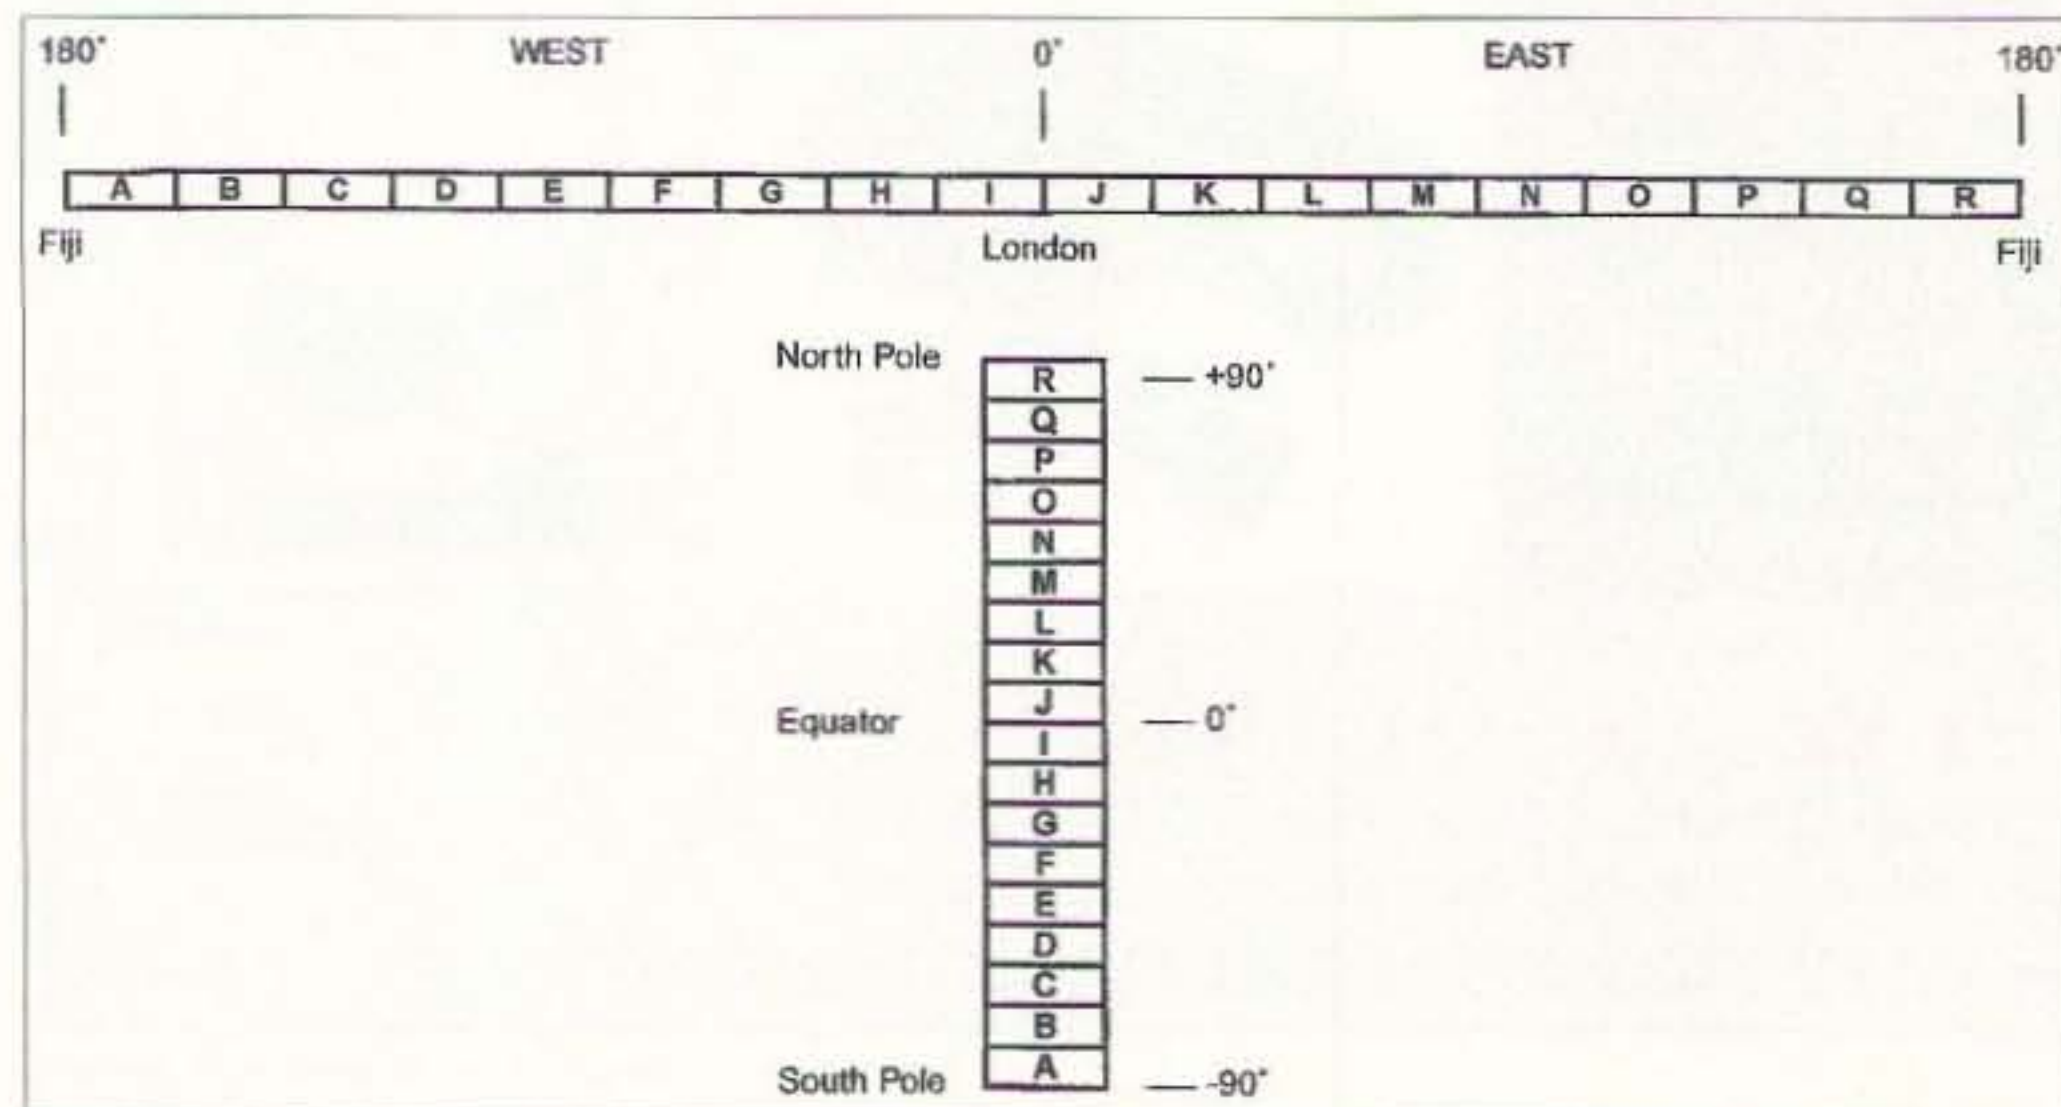 180° WEST 0° EAST 180°
A B C D E F G H I J K L M N O P Q R
Fiji London Fiji
North Pole
R +90°
Q
P
O
N
M
L
K
J
Equator 0°
I
H
G
F
E
D
C
B
A
South Pole -90°